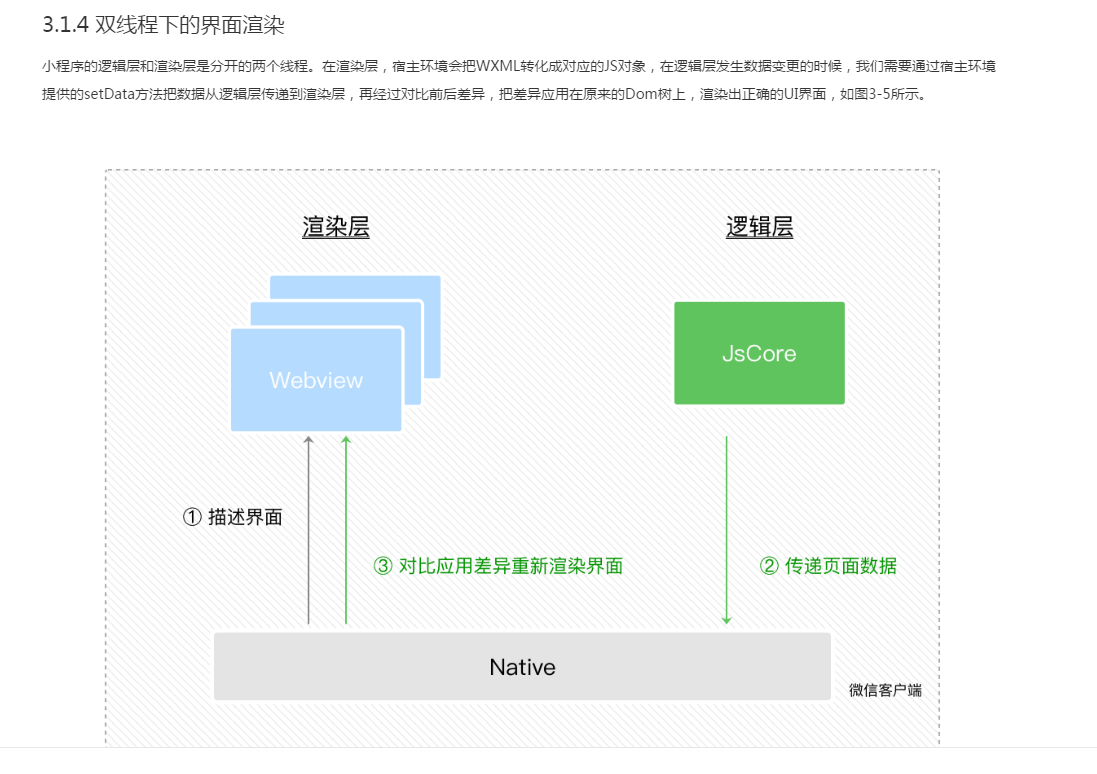 3.1.4 双线程下的界面渲染
小程序的逻辑层和渲染层是分开的两个线程。在渲染层，宿主环境会把WXML转化成对应的JS对象，在逻辑层发生数据变更的时候，我们需要通过宿主环境
提供的setData方法把数据从逻辑层传递到渲染层，再经过对比前后差异，把差异应用在原来的Dom树上，渲染出正确的UI界面，如图3-5所示。
渲染层
逻辑层
JsCore
Webview
① 描述界面
③ 对比应用差异重新渲染界面
② 传递页面数据
Native
微信客户端